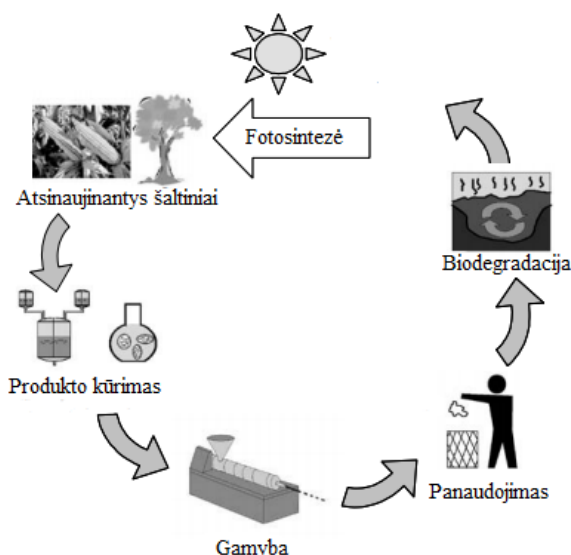 Fotosintezė
Atsinaujinantys šaltiniai
Produkto kūrimas
Gamyba
Panaudojimas
Biodegradacija